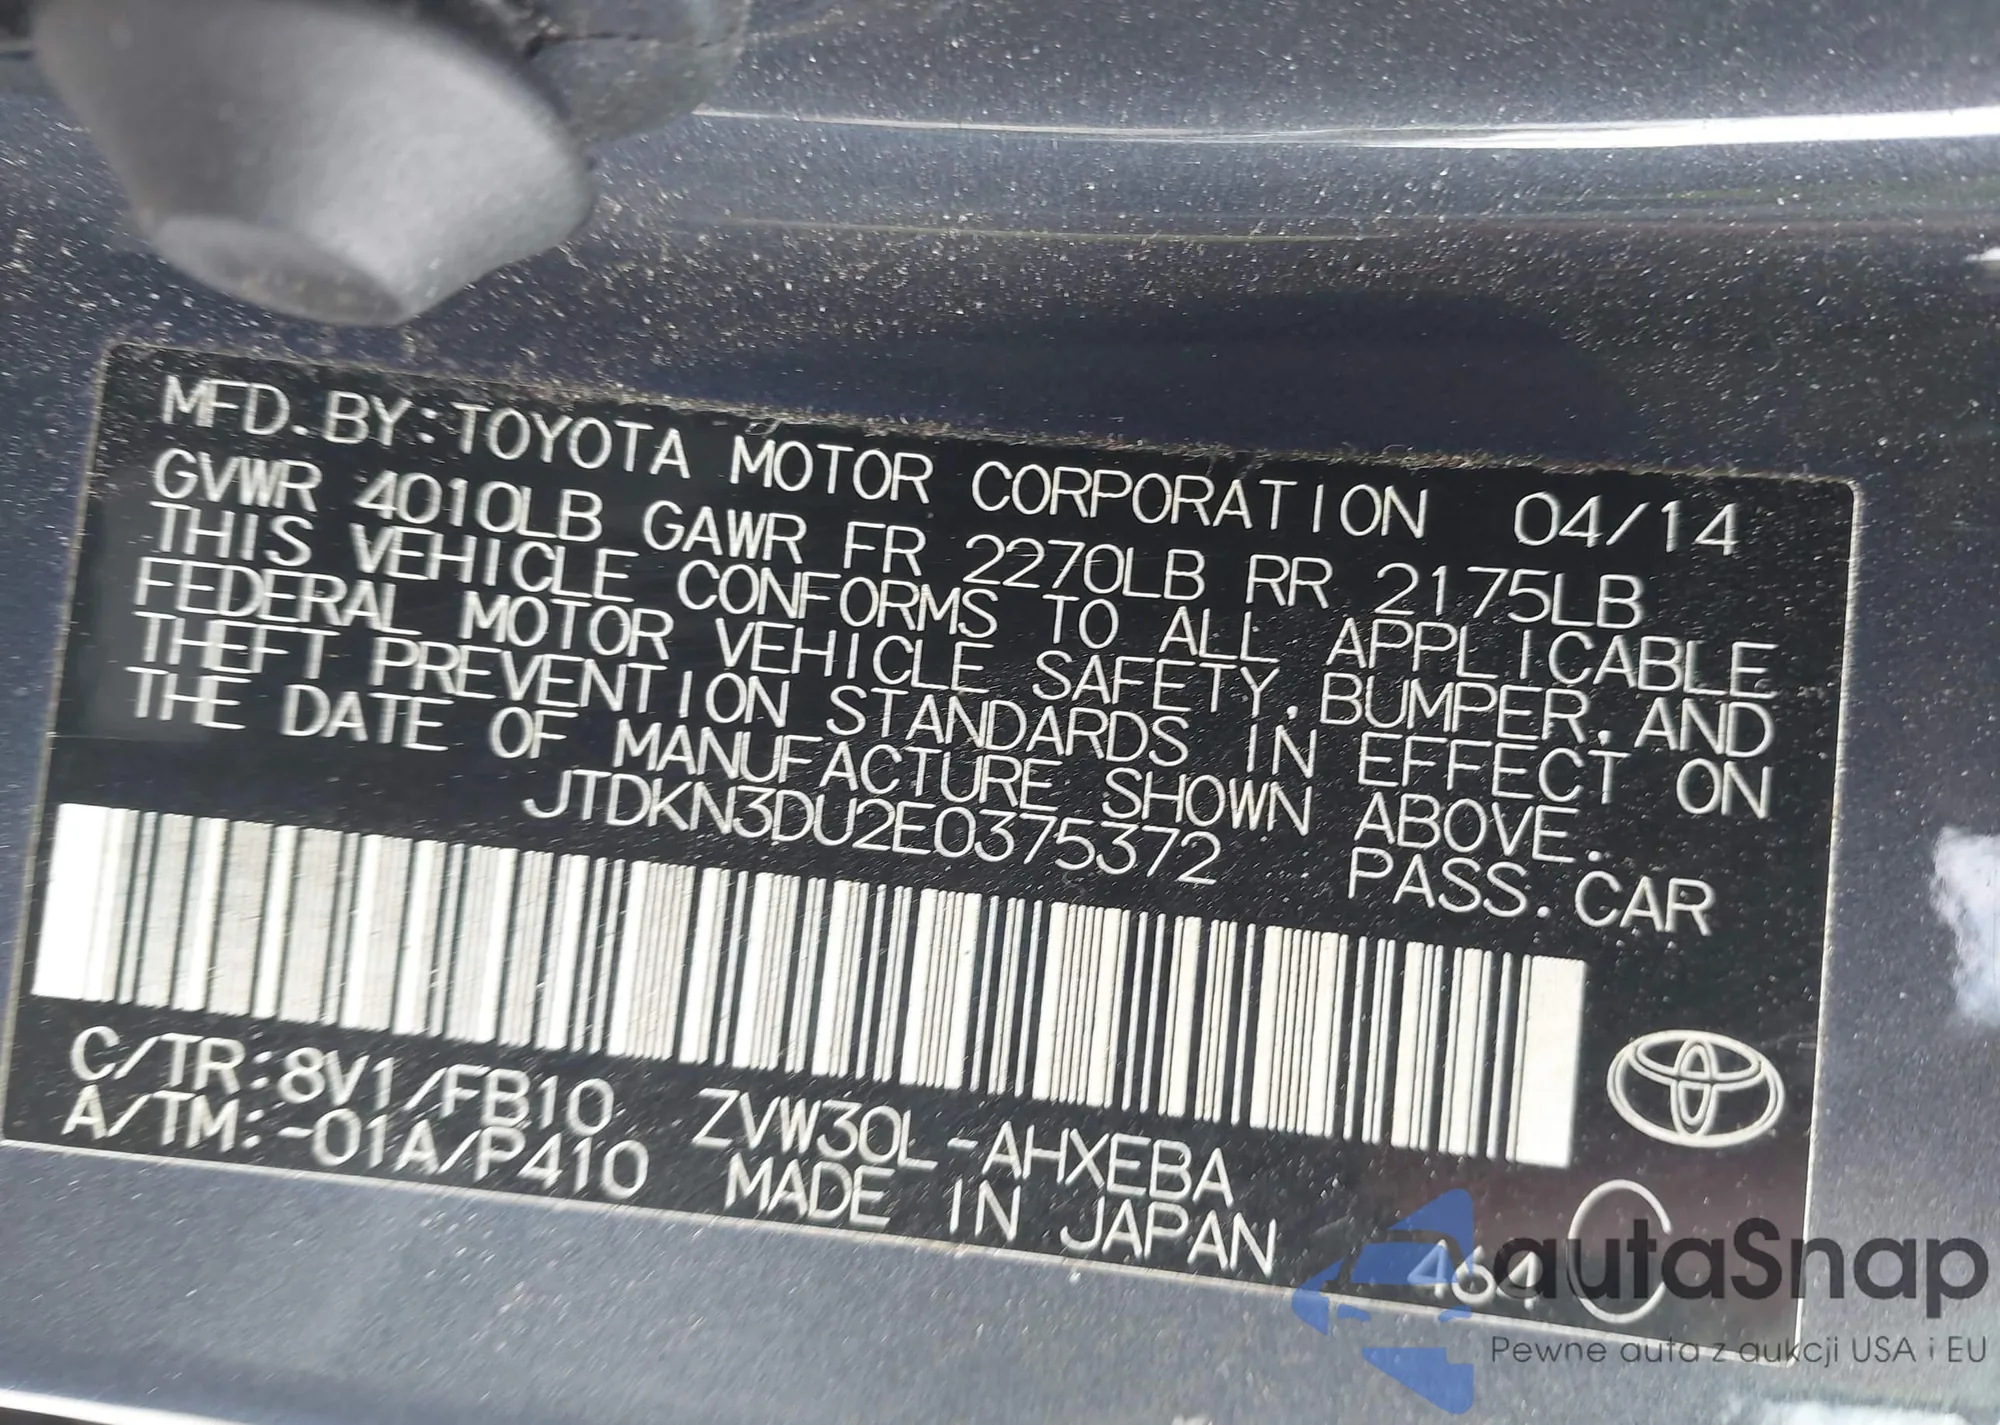 MFD.BY:TOYOTA MOTOR CORPORATION 04/14
GVWR 4010LB GAWR FR 2270LB RR 2175LB
THIS VEHICLE CONFORMS TO ALL APPLICABLE
FEDERAL MOTOR VEHICLE SAFETY,BUMPER,AND
THEFT PREVENTION STANDARDS IN EFFECT ON
THE DATE OF MANUFACTURE SHOWN ABOVE.
JTDKN3DU2E0375372 PASS.CAR
C/TR:8V1/FB10 ZVW30L-AHXEBA
A/TM:-01A/P410 MADE IN JAPAN
464
autaSnap
Pewne auta z aukcji USA i EU